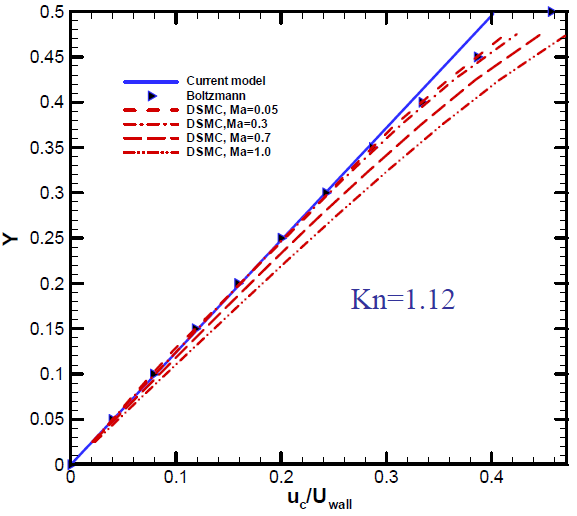 0.5
0.45
0.4
0.35
0.3
0.25
0.2
0.15
0.1
0.05
0
Y
Current model
Boltzmann
DSMC, Ma=0.05
DSMC,Ma=0.3
DSMC, Ma=0.7
DSMC, Ma=1.0
Kn=1.12
0 0.1 0.2 0.3 0.4
uc/Uwall